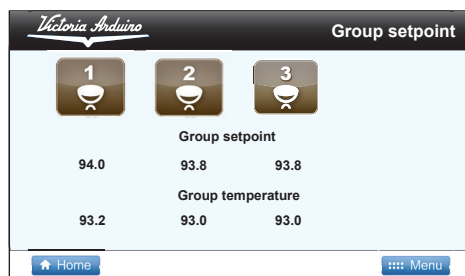 Victoria Arduino
Group setpoint
1 2 3
Group setpoint
94.0 93.8 93.8
Group temperature
93.2 93.0 93.0
Home Menu